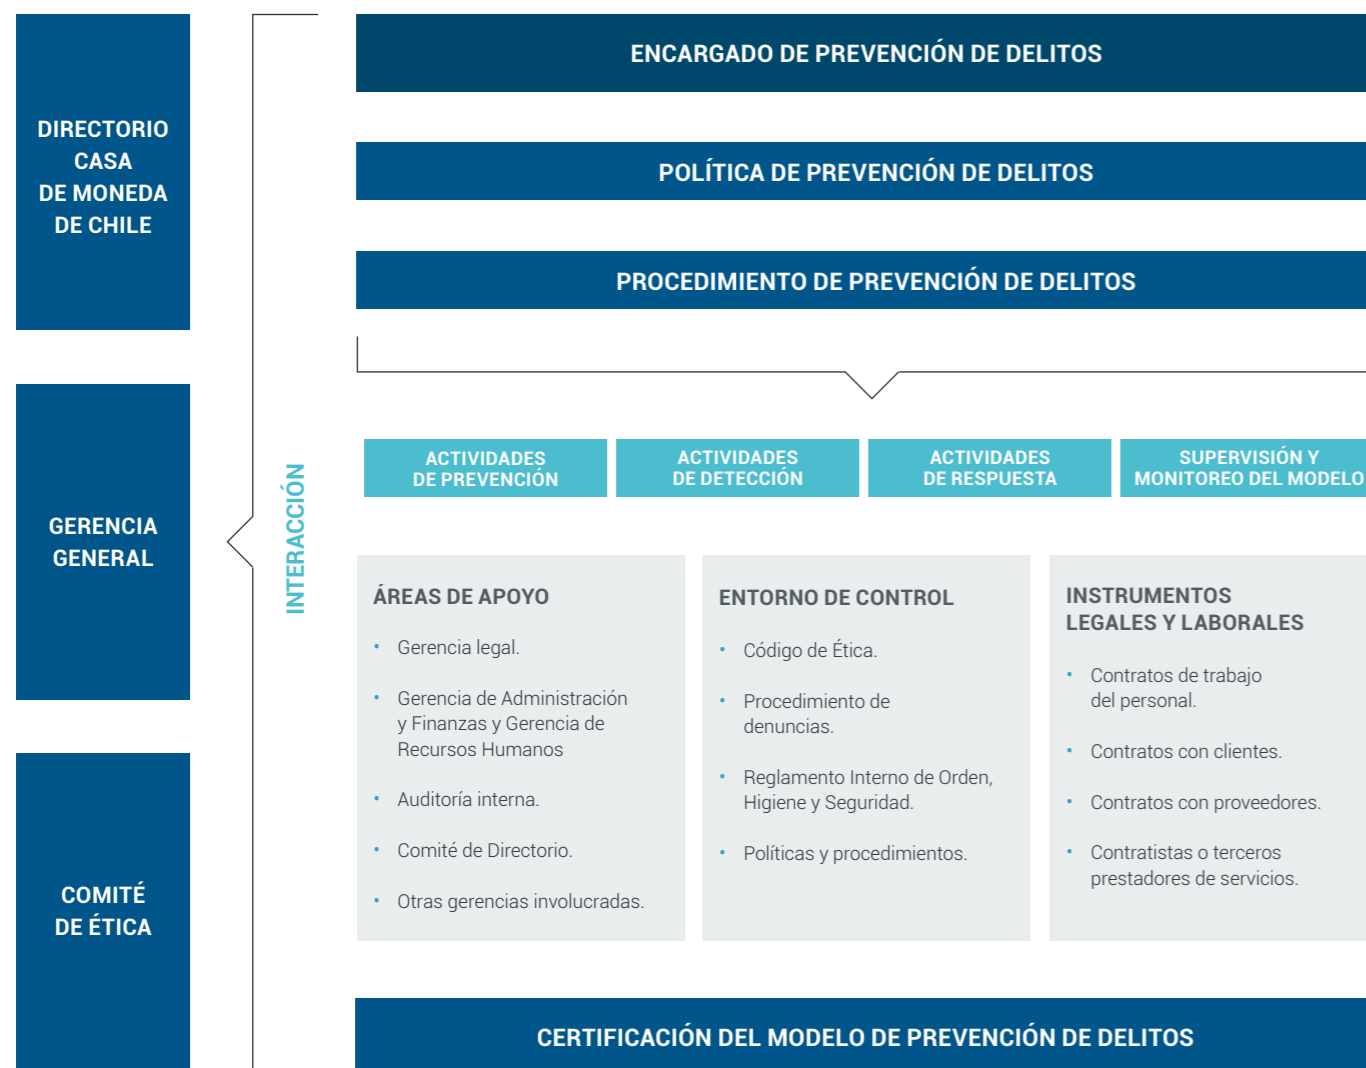 DIRECTORIO
CASA
DE MONEDA
DE CHILE
GERENCIA
GENERAL
COMITÉ
DE ÉTICA
INTERACCIÓN
ENCARGADO DE PREVENCIÓN DE DELITOS
POLÍTICA DE PREVENCIÓN DE DELITOS
PROCEDIMIENTO DE PREVENCIÓN DE DELITOS
ACTIVIDADES
DE PREVENCIÓN
ACTIVIDADES
DE DETECCIÓN
ACTIVIDADES
DE RESPUESTA
SUPERVISIÓN Y
MONITOREO DEL MODELO
ÁREAS DE APOYO
• Gerencia legal.
• Gerencia de Administración
y Finanzas y Gerencia de
Recursos Humanos
• Auditoría interna.
• Comité de Directorio.
• Otras gerencias involucradas.
ENTORNO DE CONTROL
• Código de Ética.
• Procedimiento de
denuncias.
• Reglamento Interno de Orden,
Higiene y Seguridad.
• Políticas y procedimientos.
INSTRUMENTOS
LEGALES Y LABORALES
• Contratos de trabajo
del personal.
• Contratos con clientes.
• Contratos con proveedores.
• Contratistas o terceros
prestadores de servicios.
CERTIFICACIÓN DEL MODELO DE PREVENCIÓN DE DELITOS